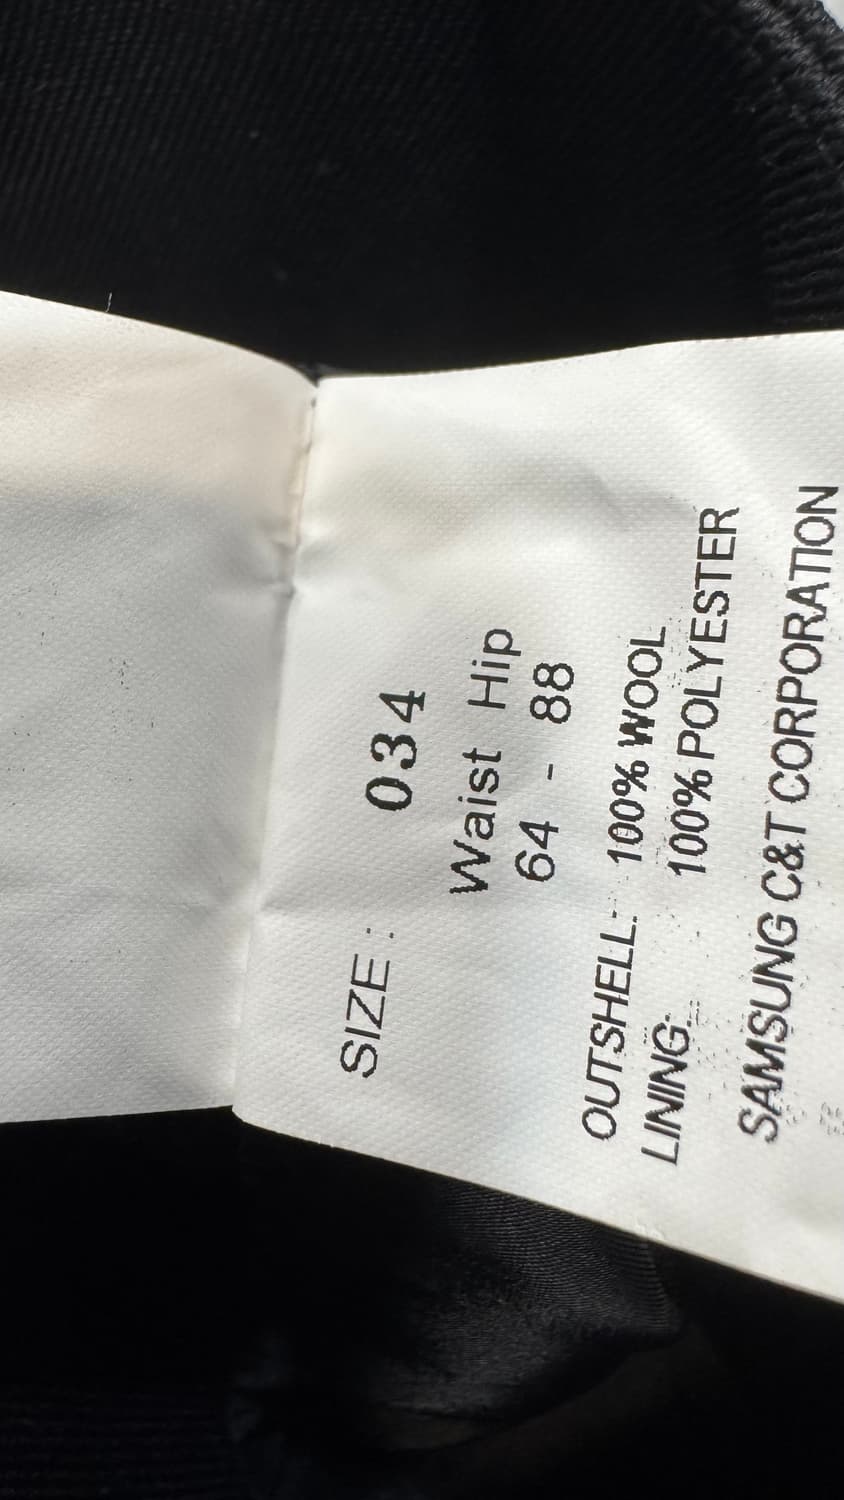 SIZE : 034
Waist Hip
64 - 88
OUTSHELL: 100% WOOL
LINING: 100% POLYESTER
SAMSUNG C&T CORPORATION